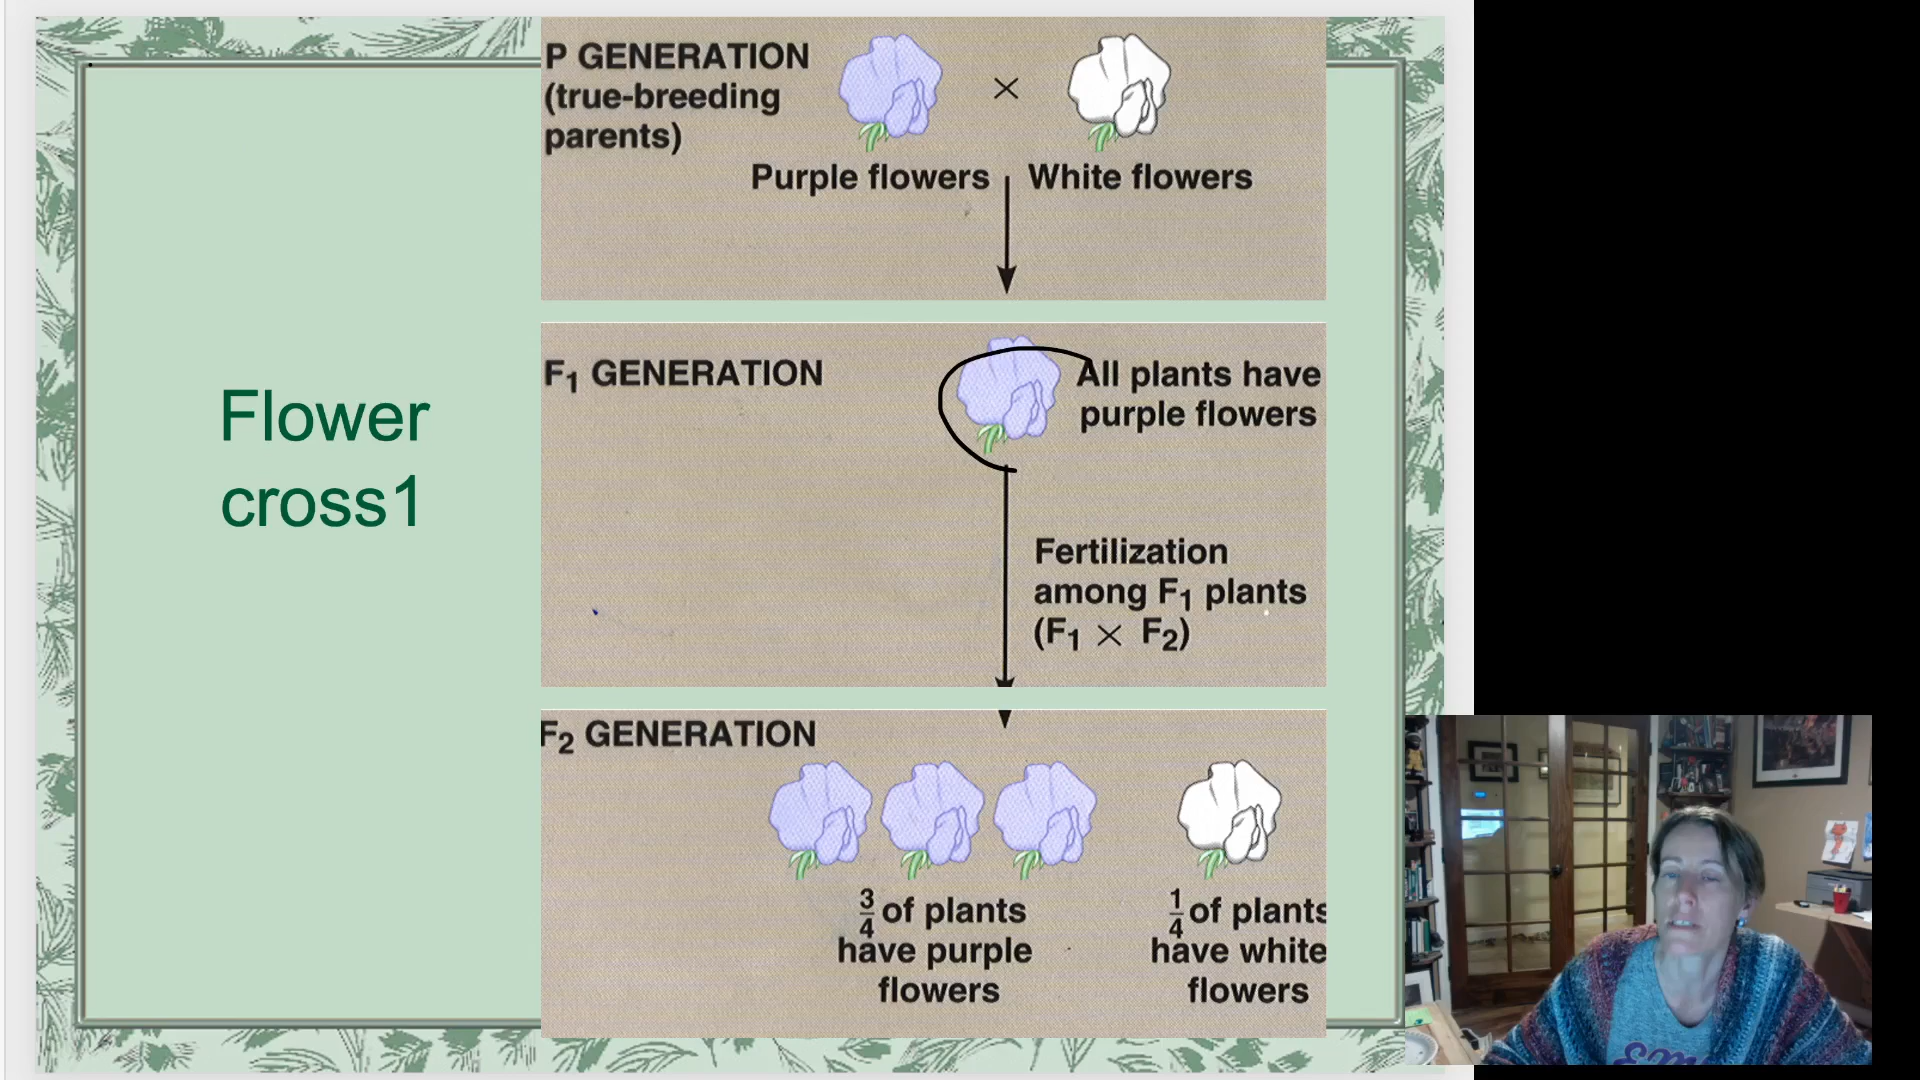 P GENERATION
(true-breeding
parents)
×
Purple flowers
White flowers
F₁ GENERATION
All plants have
purple flowers
Flower
cross1
Fertilization
among F₁ plants
(F₁ × F₂)
F₂ GENERATION
3/4 of plants
have purple
flowers
1/4 of plants
have white
flowers